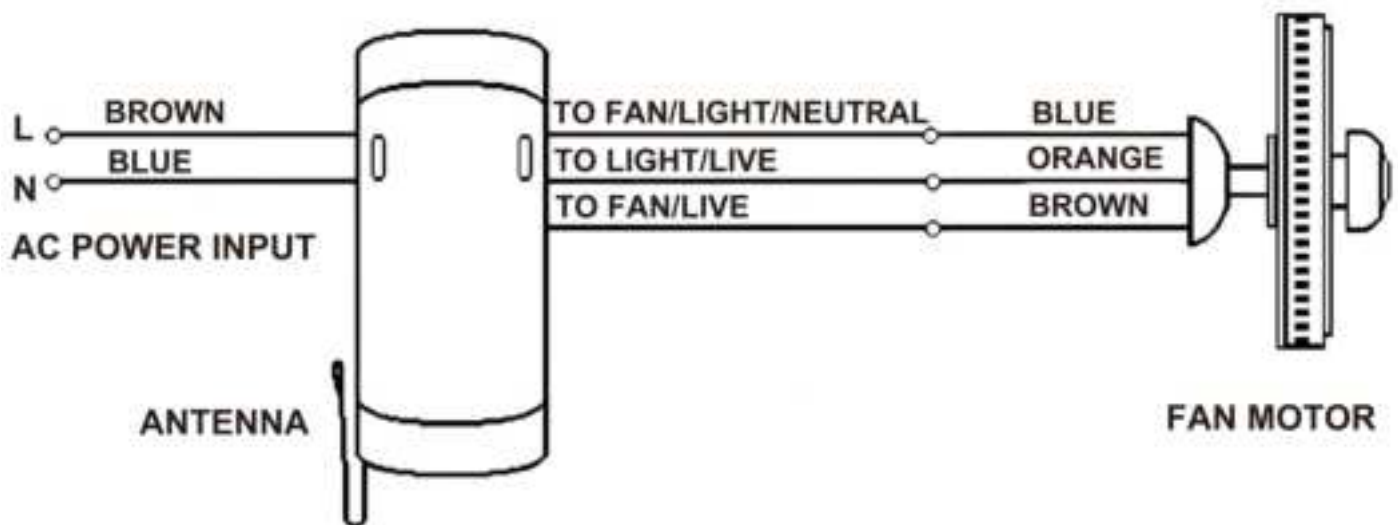 L BROWN
N BLUE
AC POWER INPUT
ANTENNA
TO FAN/LIGHT/NEUTRAL BLUE
TO LIGHT/LIVE ORANGE
TO FAN/LIVE BROWN
FAN MOTOR